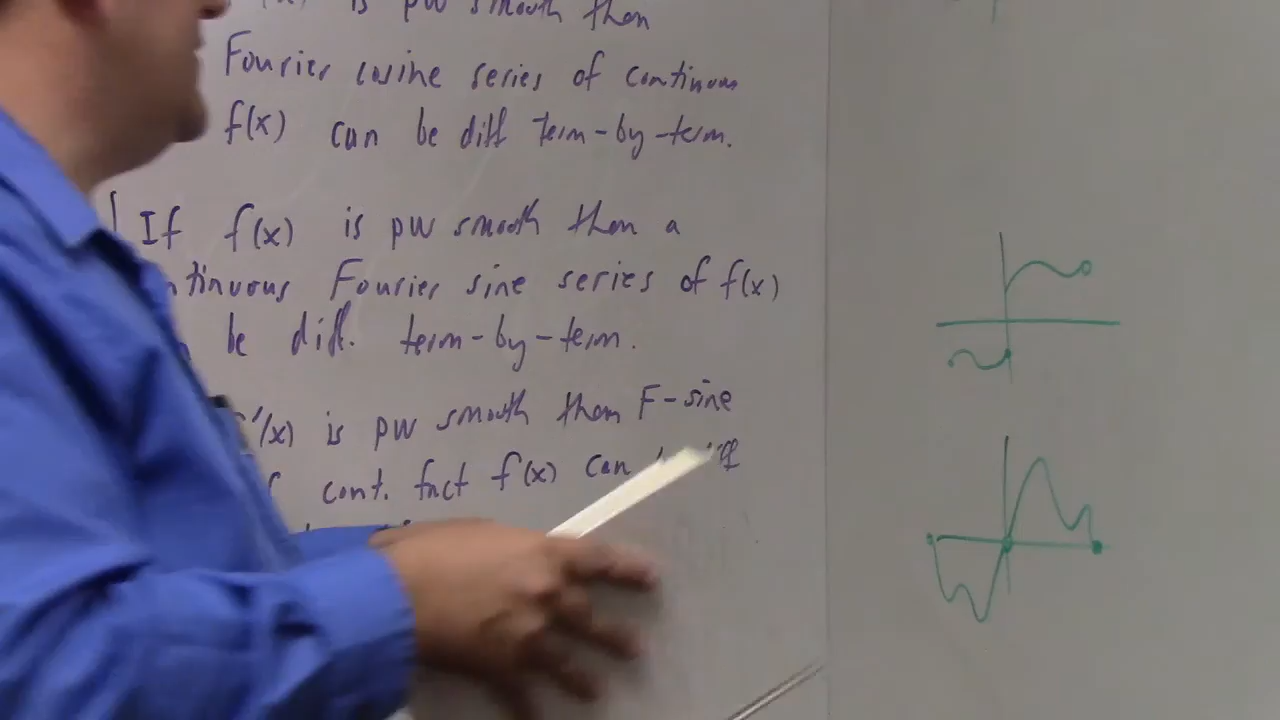 is pw smooth then
Fourier cosine series of continuous
f(x) can be diff term-by-term.
If f(x) is pw smooth then a
Fourier sine series of f(x)
be diff. term-by-term.
'(x) is pw smooth then F-sine
cont. fnct f(x) can